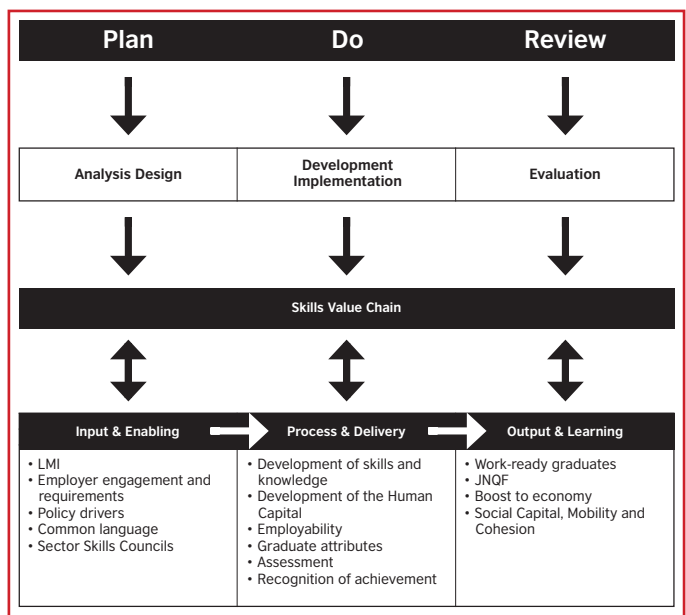 Plan
Do
Review
Analysis Design
Development
Implementation
Evaluation
Skills Value Chain
Input & Enabling
• LMI
• Employer engagement and
requirements
• Policy drivers
• Common language
• Sector Skills Councils
Process & Delivery
• Development of skills and
knowledge
• Development of the Human
Capital
• Employability
• Graduate attributes
• Assessment
• Recognition of achievement
Output & Learning
• Work-ready graduates
• JNQF
• Boost to economy
• Social Capital, Mobility and
Cohesion